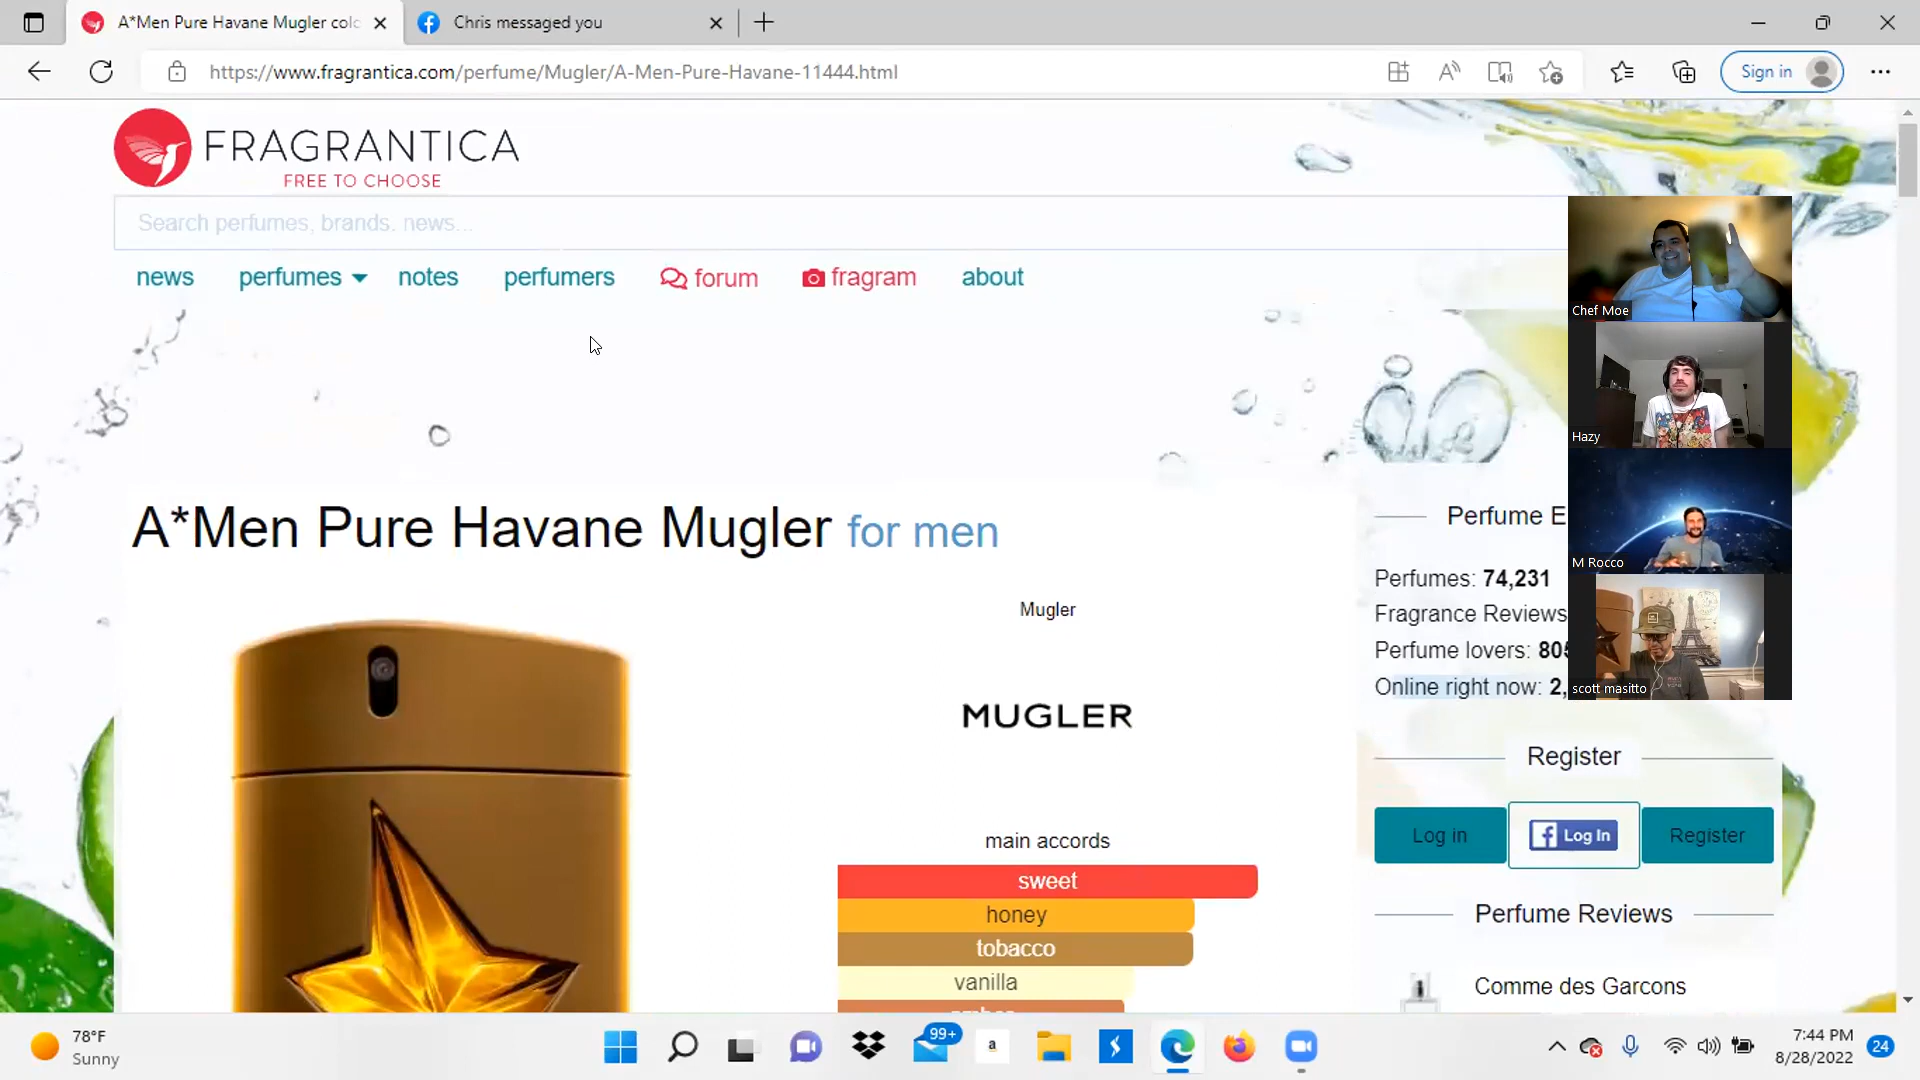 A*Men Pure Havane Mugler colo
Chris messaged you
https://www.fragrantica.com/perfume/Mugler/A-Men-Pure-Havane-11444.html
Sign in
FRAGRANTICA
FREE TO CHOOSE
Search perfumes, brands. news...
news
perfumes
notes
perfumers
forum
fragram
about
Chef Moe
Hazy
M Rocco
scott masitto
A*Men Pure Havane Mugler for men
Perfume E
Perfumes: 74,231
Fragrance Reviews
Perfume lovers: 805
Online right now: 2,
Mugler
MUGLER
Register
Log in
Log In
Register
main accords
sweet
honey
tobacco
vanilla
amber
Perfume Reviews
Comme des Garcons
78°F
Sunny
99+
a
7:44 PM
8/28/2022
24